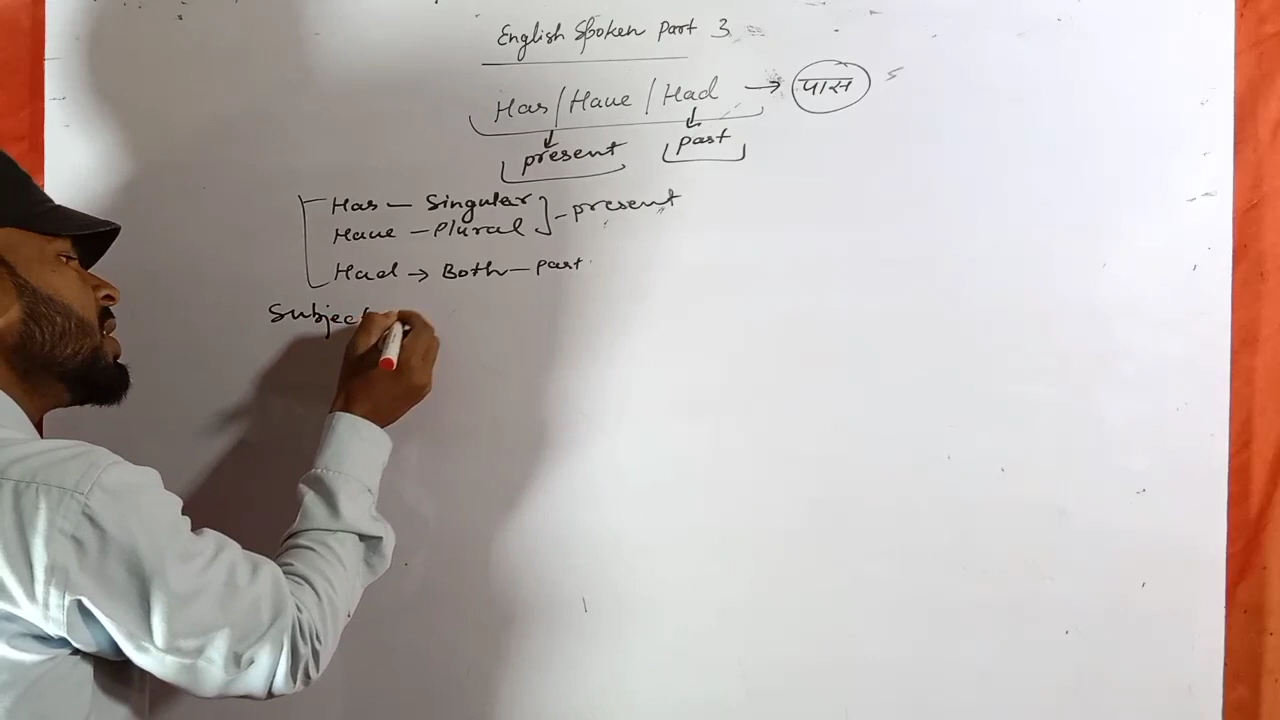 English Spoken Part 3
Has/Have/Had → पास
present past
Has – Singular
Have – Plural – present
Had → Both – Past
Subject